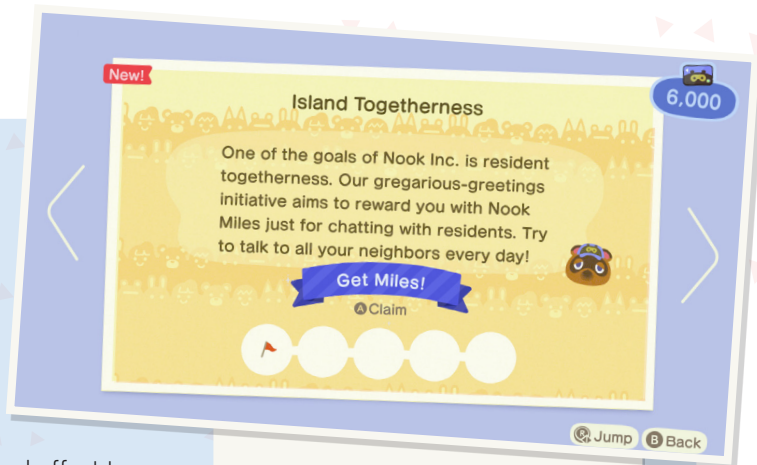 New!
6,000
Island Togetherness
One of the goals of Nook Inc. is resident
togetherness. Our gregarious-greetings
initiative aims to reward you with Nook
Miles just for chatting with residents. Try
to talk to all your neighbors every day!
Get Miles!
A Claim
R Jump B Back